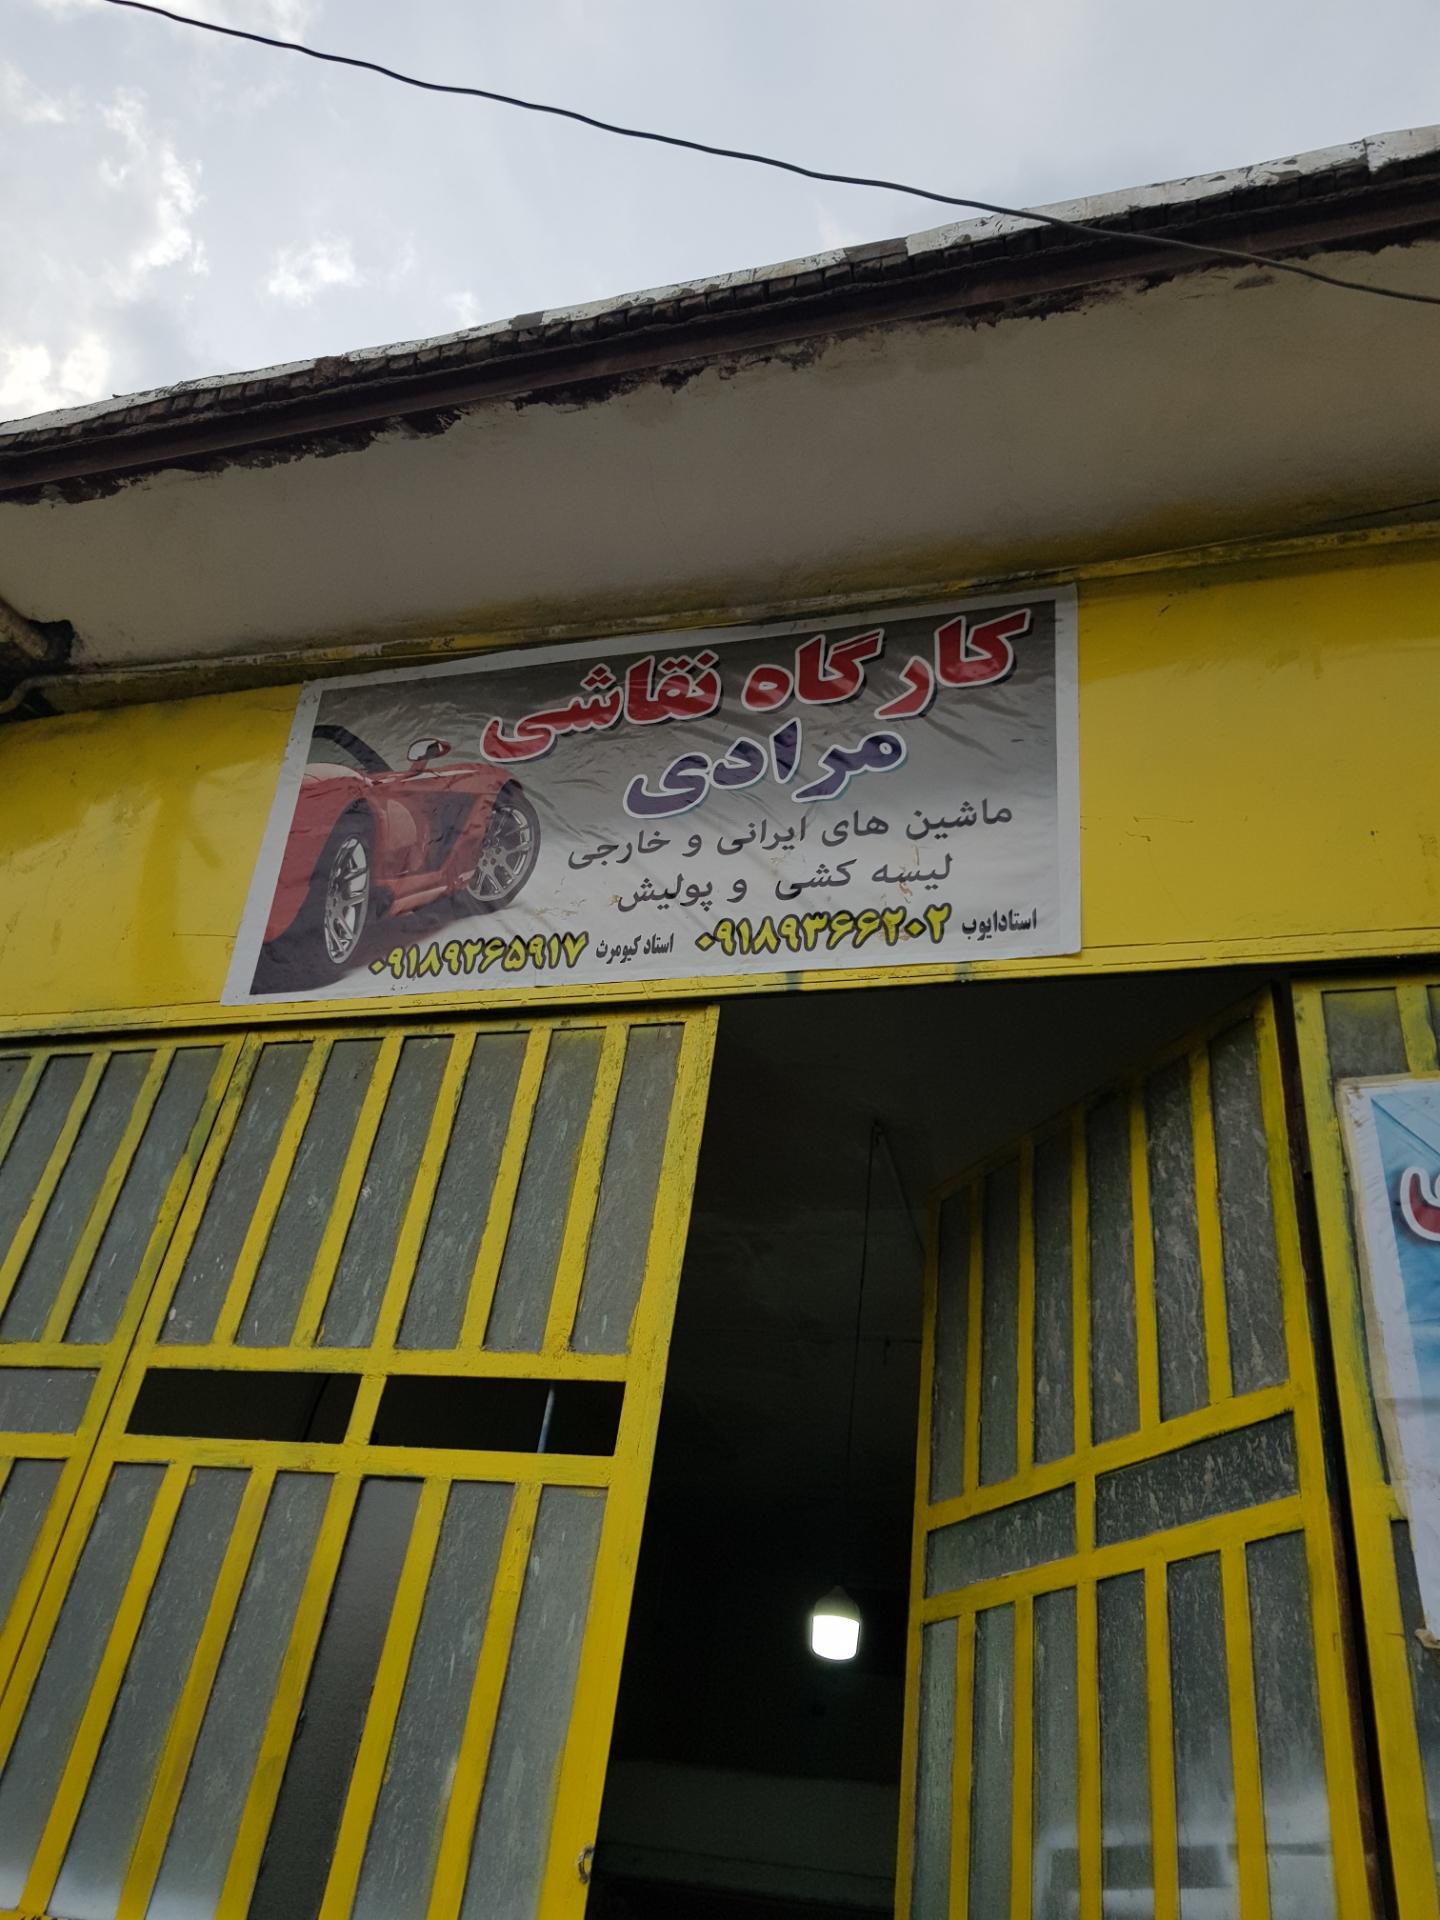 کارگاه نقاشی
مرادی
ماشین های ایرانی و خارجی
لیسه کشی و پولیش
استاد ایوب ۰۹۱۸۹۳۶۶۲۰۲ استاد کیومرث ۰۹۱۸۹۲۶۵۹۱۷